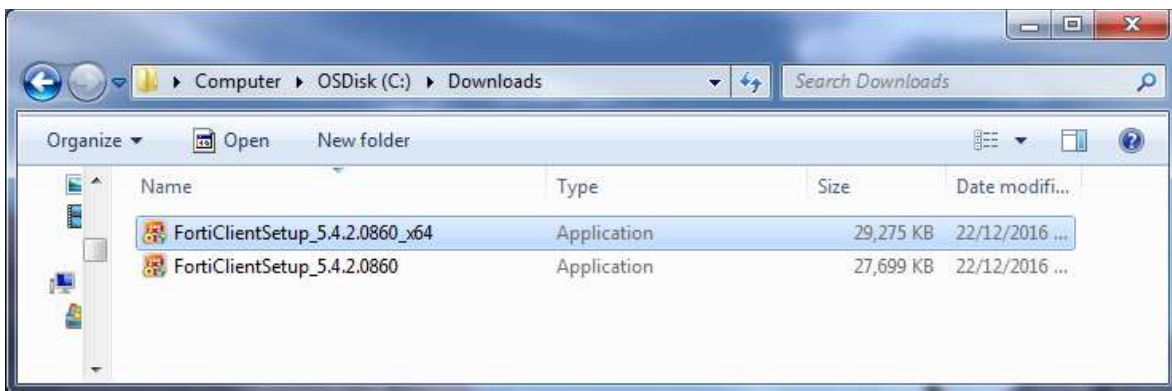 Computer OSDisk (C:) Downloads Search Downloads
Organize Open New folder
Name Type Size Date modifi...
FortiClientSetup_5.4.2.0860_x64 Application 29,275 KB 22/12/2016 ...
FortiClientSetup_5.4.2.0860 Application 27,699 KB 22/12/2016 ...